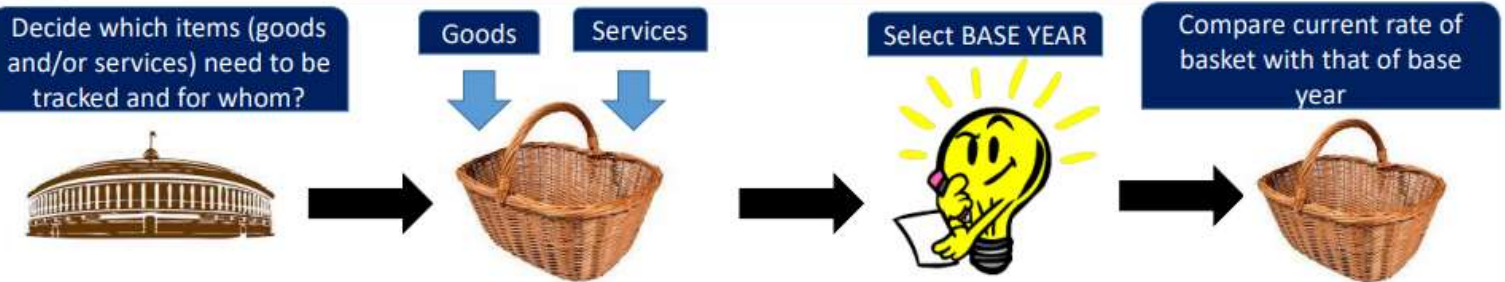 Decide which items (goods
and/or services) need to be
tracked and for whom?
Goods
Services
Select BASE YEAR
Compare current rate of
basket with that of base
year